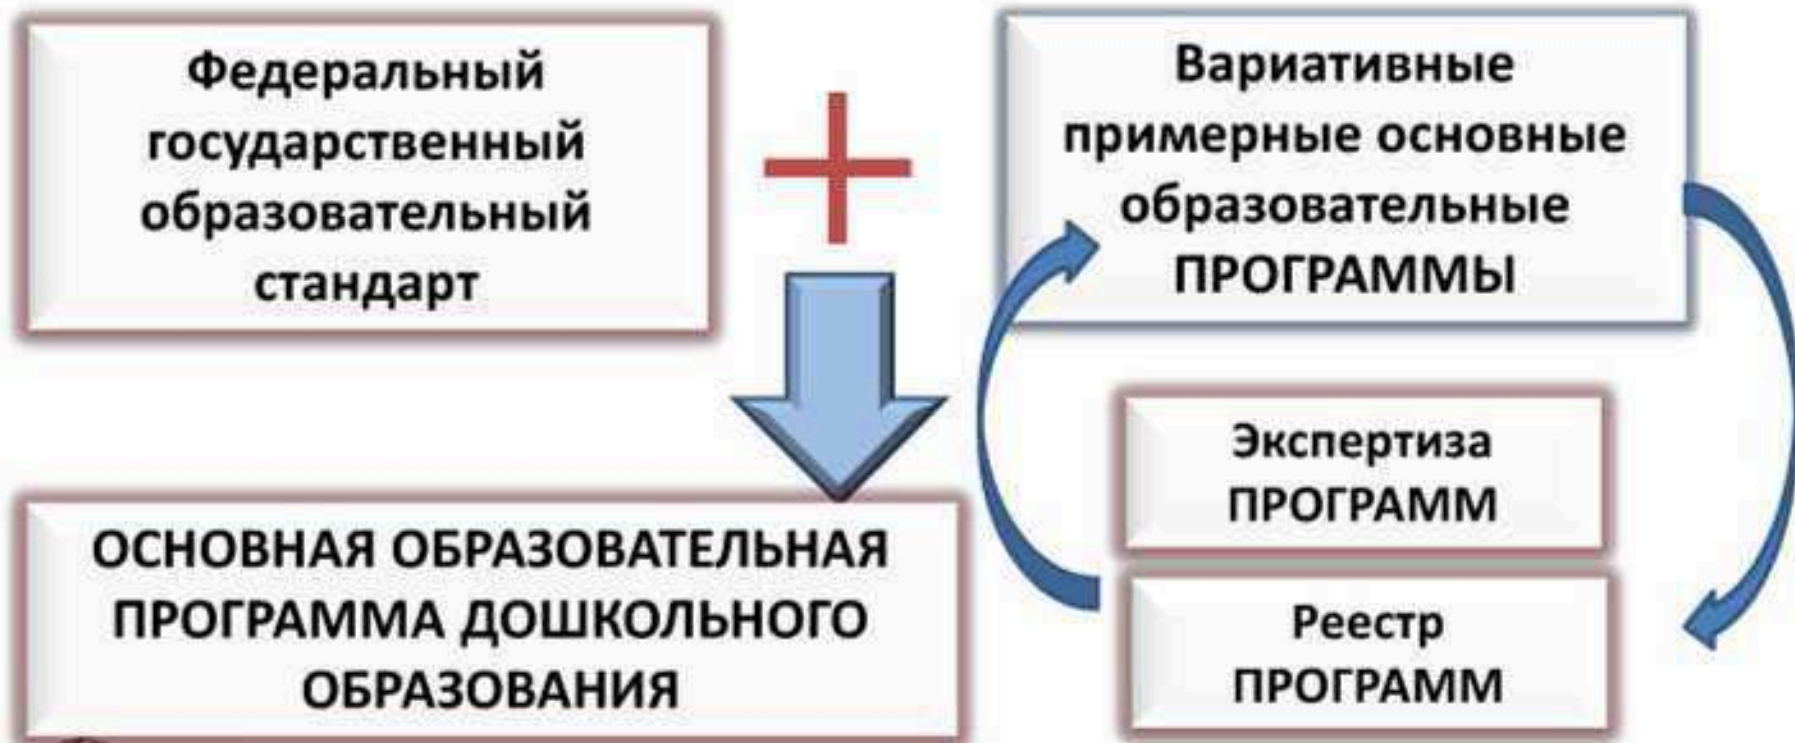 Федеральный
государственный
образовательный
стандарт
Вариативные
примерные основные
образовательные
ПРОГРАММЫ
Экспертиза
ПРОГРАММ
Реестр
ПРОГРАММ
ОСНОВНАЯ ОБРАЗОВАТЕЛЬНАЯ
ПРОГРАММА ДОШКОЛЬНОГО
ОБРАЗОВАНИЯ